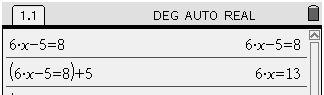 1.1 DEG AUTO REAL
6·x-5=8 6·x-5=8
(6·x-5=8)+5 6·x=13